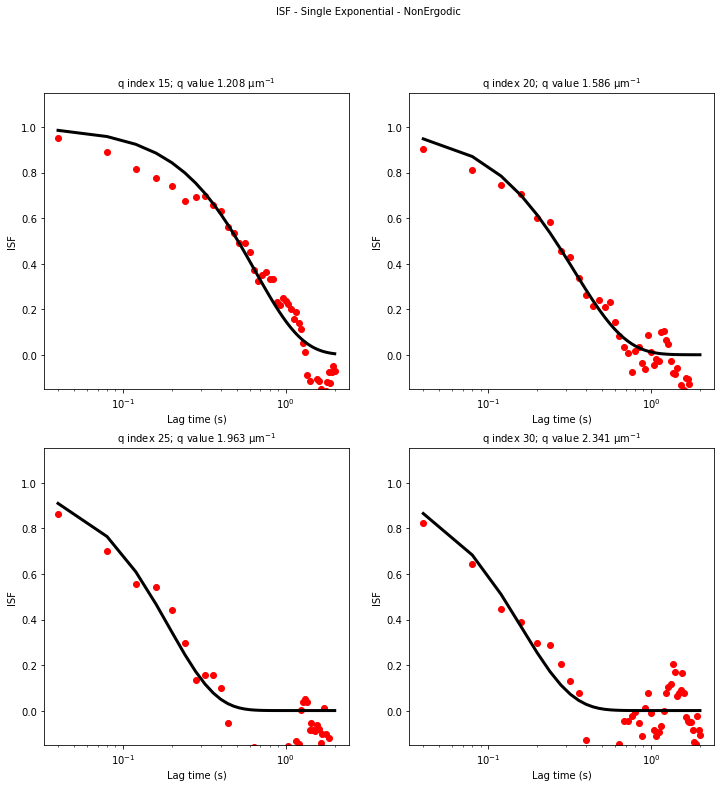 ISF - Single Exponential - NonErgodic
q index 15; q value 1.208 μm⁻¹
q index 20; q value 1.586 μm⁻¹
1.0
0.8
0.6
0.4
0.2
0.0
ISF
10⁻¹
10⁰
Lag time (s)
1.0
0.8
0.6
0.4
0.2
0.0
ISF
10⁻¹
10⁰
Lag time (s)
q index 25; q value 1.963 μm⁻¹
q index 30; q value 2.341 μm⁻¹
1.0
0.8
0.6
0.4
0.2
0.0
ISF
10⁻¹
10⁰
Lag time (s)
1.0
0.8
0.6
0.4
0.2
0.0
ISF
10⁻¹
10⁰
Lag time (s)